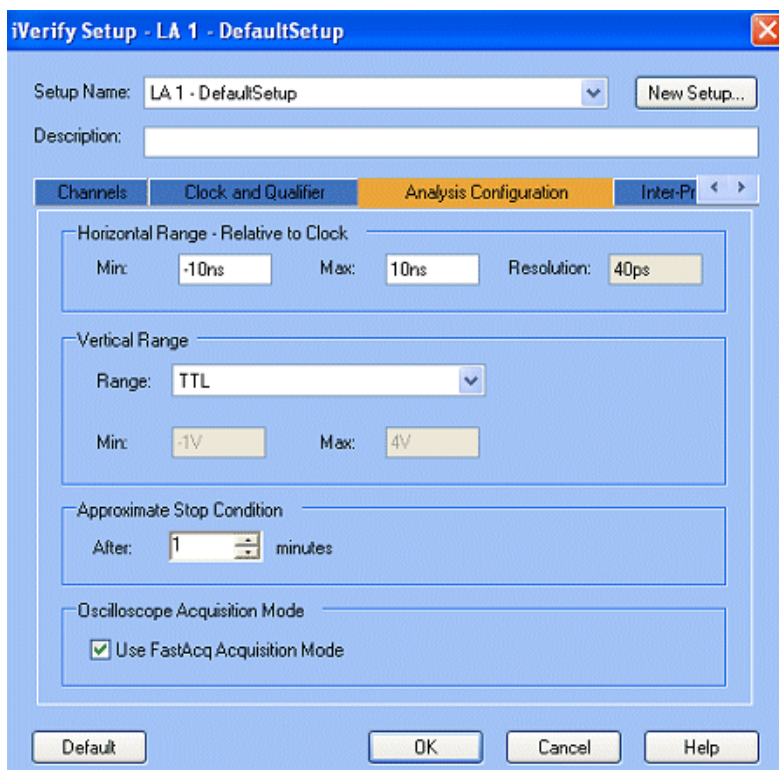 iVerify Setup - LA 1 - DefaultSetup
Setup Name: LA 1 - DefaultSetup New Setup...
Description:
Channels Clock and Qualifier Analysis Configuration Inter-Pr
Horizontal Range - Relative to Clock
Min: -10ns Max: 10ns Resolution: 40ps
Vertical Range
Range: TTL
Min: -1V Max: 4V
Approximate Stop Condition
After: 1 minutes
Oscilloscope Acquisition Mode
Use FastAcq Acquisition Mode
Default OK Cancel Help